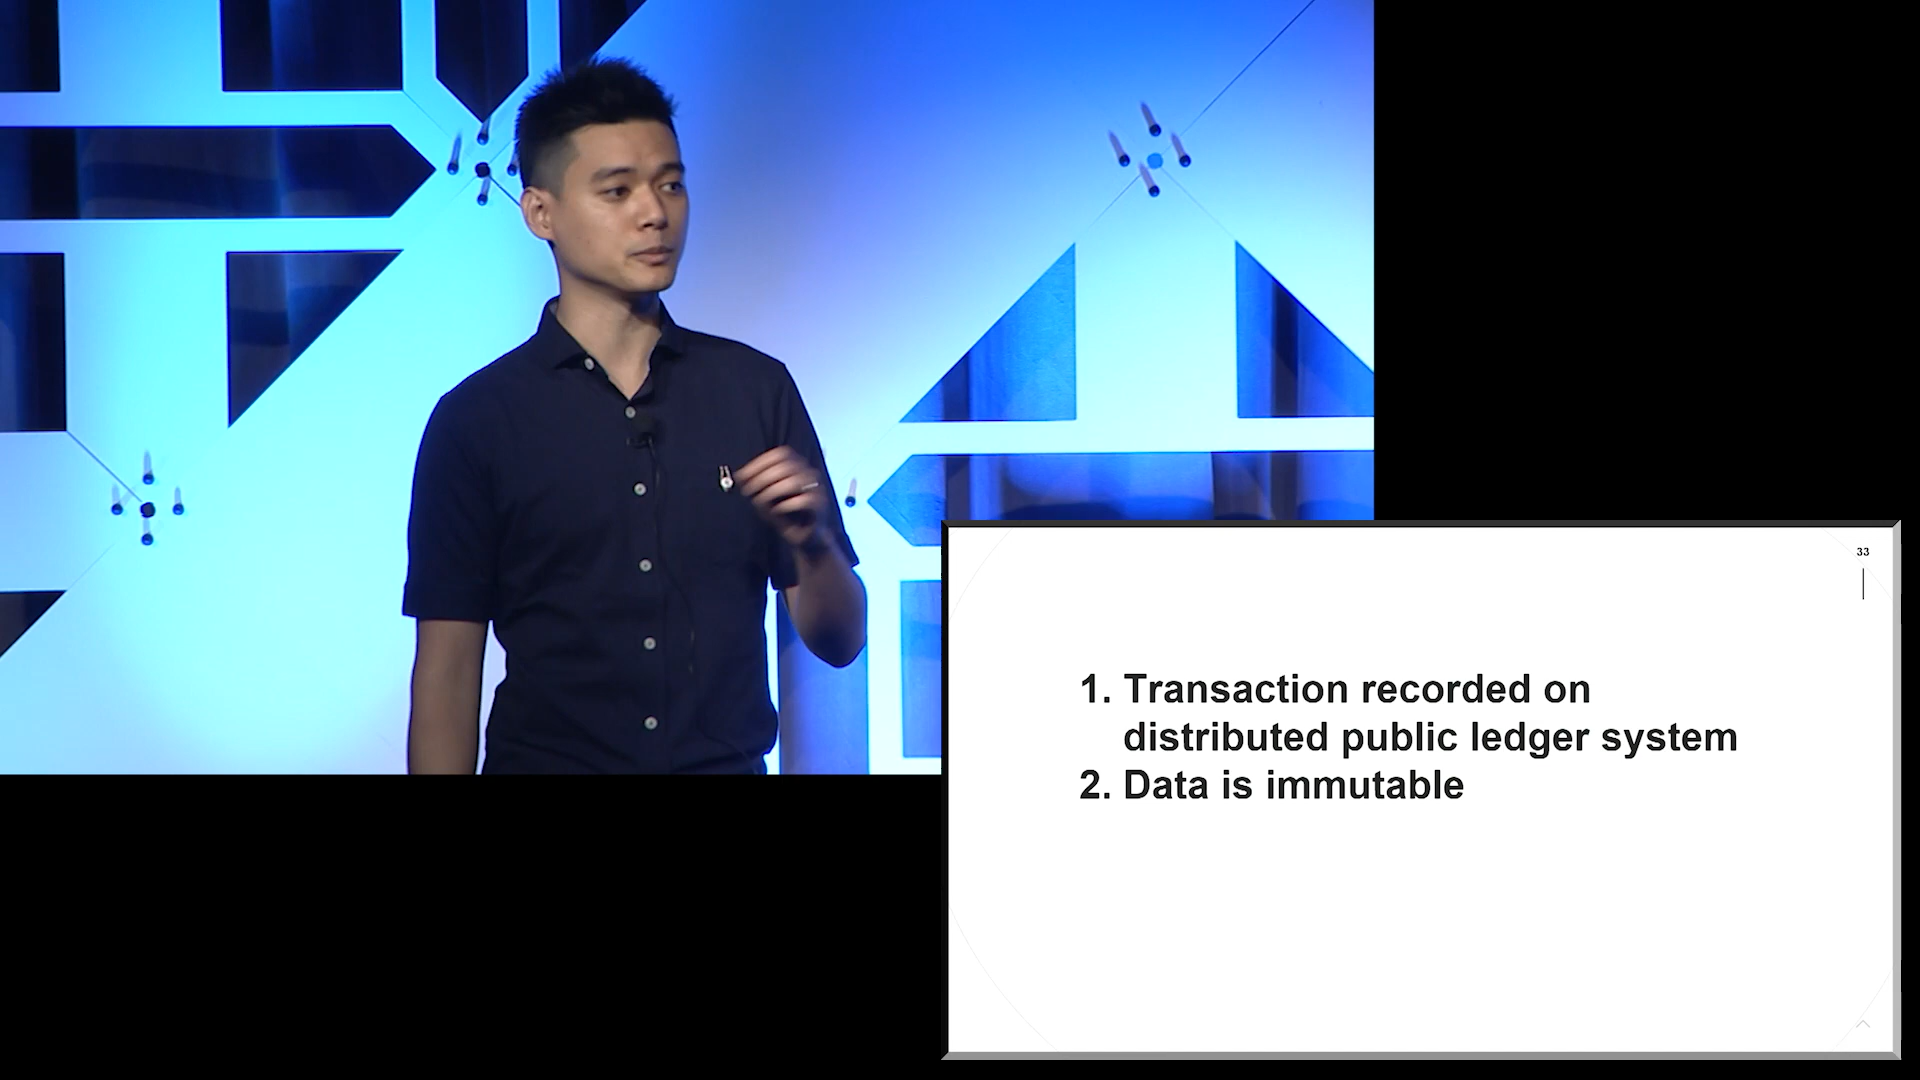 33
1. Transaction recorded on
distributed public ledger system
2. Data is immutable